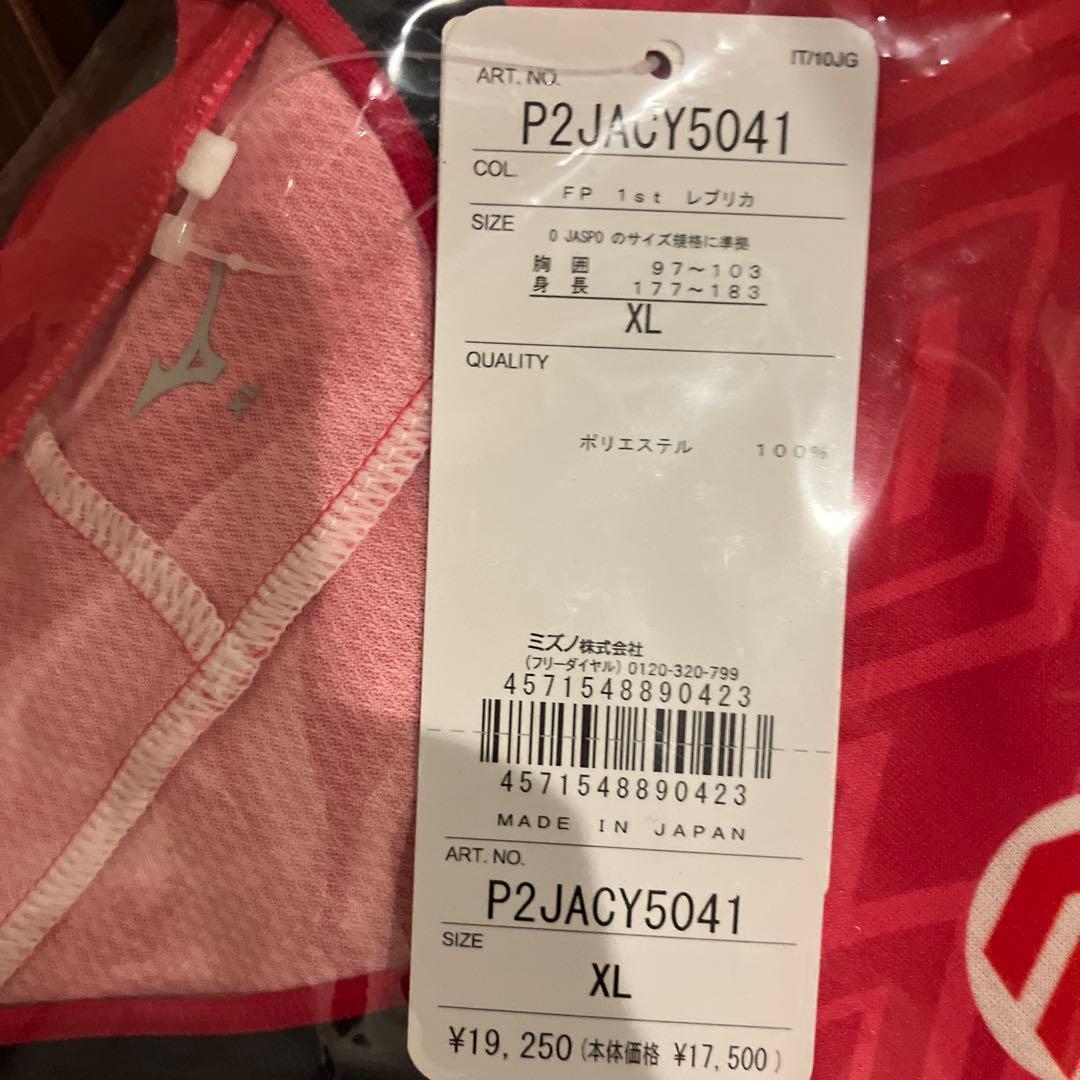 IT/10JG
ART. NO.
P2JACY5041
COL.
FP 1st レプリカ
SIZE
O JASPO のサイズ規格に準拠
胸 囲 97～103
身 長 177～183
XL
QUALITY
ポリエステル 100%
ミズノ株式会社
(フリーダイヤル) 0120-320-799
4571548890423
4571548890423
MADE IN JAPAN
ART. NO.
P2JACY5041
SIZE
XL
¥19,250 (本体価格 ¥17,500)
XL